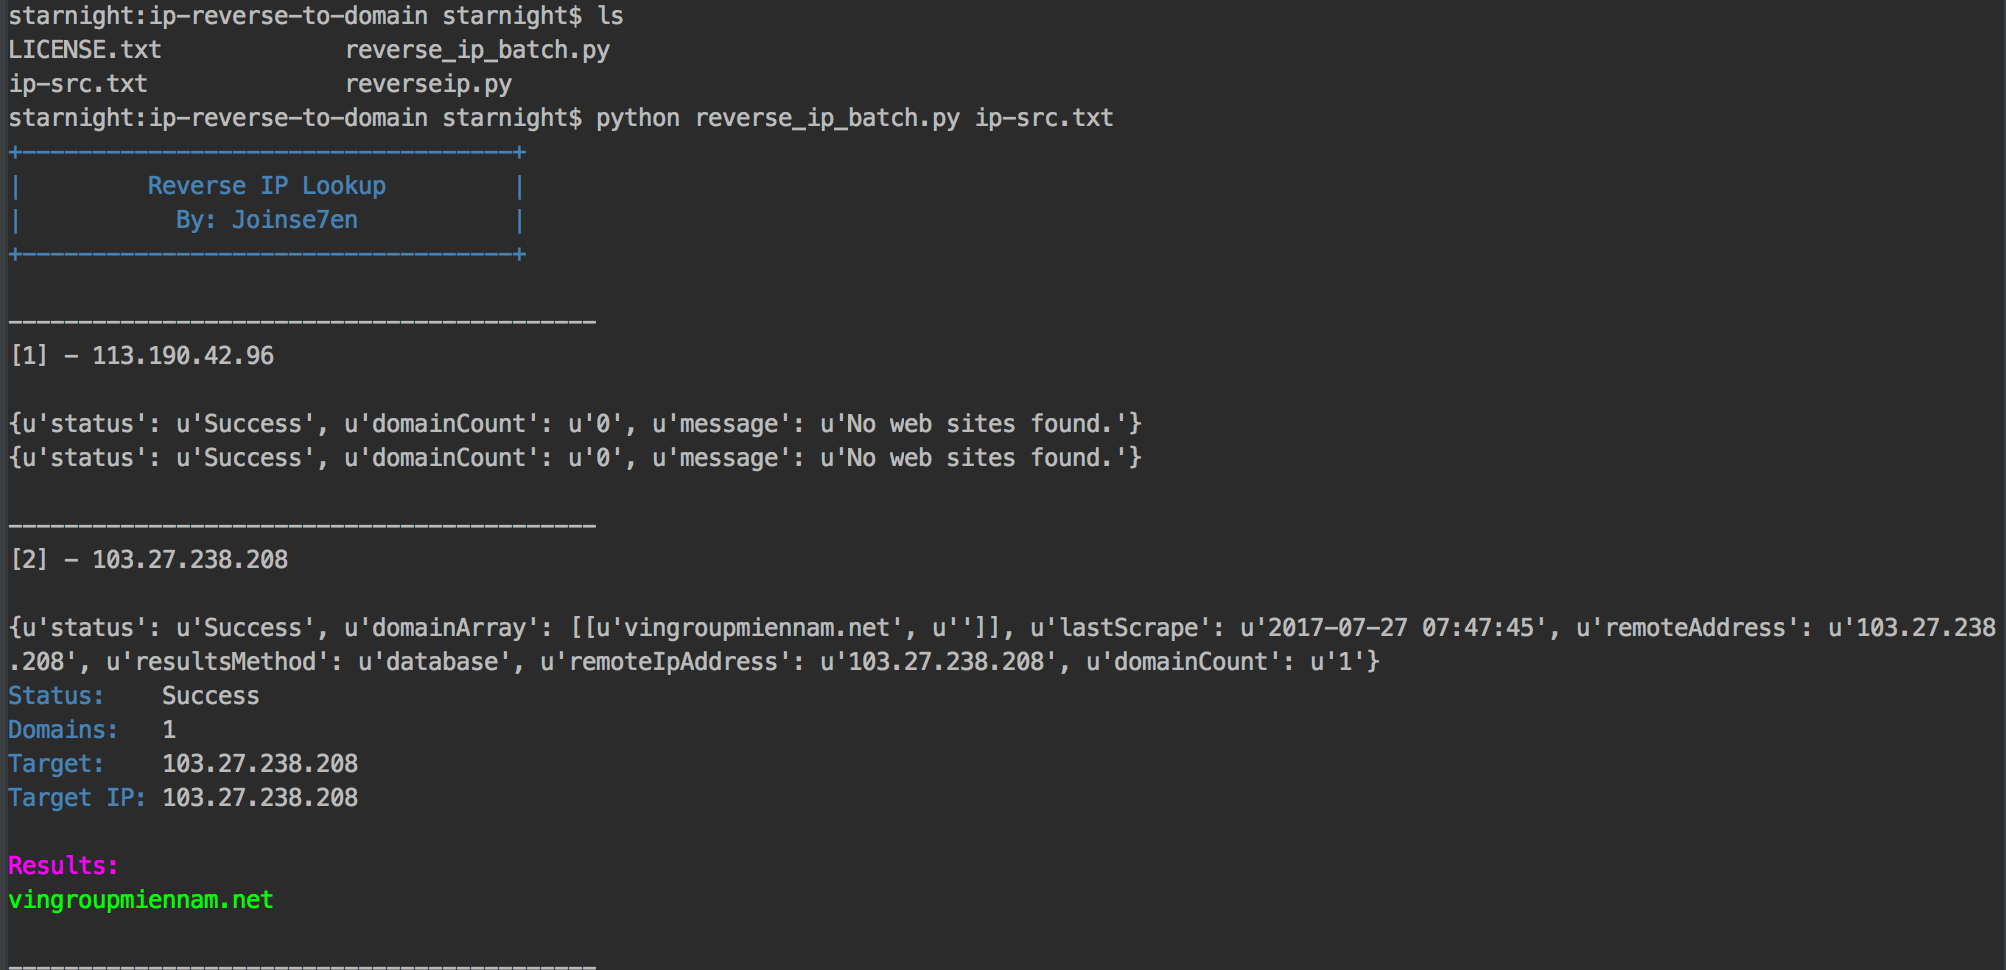 starnight:ip-reverse-to-domain starnight$ ls
LICENSE.txt             reverse_ip_batch.py
ip-src.txt              reverseip.py
starnight:ip-reverse-to-domain starnight$ python reverse_ip_batch.py ip-src.txt
+-----------------------------------+
|         Reverse IP Lookup         |
|           By: Joinse7en           |
+-----------------------------------+
__________________________________________
[1] - 113.190.42.96
{u'status': u'Success', u'domainCount': u'0', u'message': u'No web sites found.'}
{u'status': u'Success', u'domainCount': u'0', u'message': u'No web sites found.'}
__________________________________________
[2] - 103.27.238.208
{u'status': u'Success', u'domainArray': [[u'vingroupmiennam.net', u'']], u'lastScrape': u'2017-07-27 07:47:45', u'remoteAddress': u'103.27.238
.208', u'resultsMethod': u'database', u'remoteIpAddress': u'103.27.238.208', u'domainCount': u'1'}
Status:    Success
Domains:   1
Target:    103.27.238.208
Target IP: 103.27.238.208
Results:
vingroupmiennam.net
__________________________________________